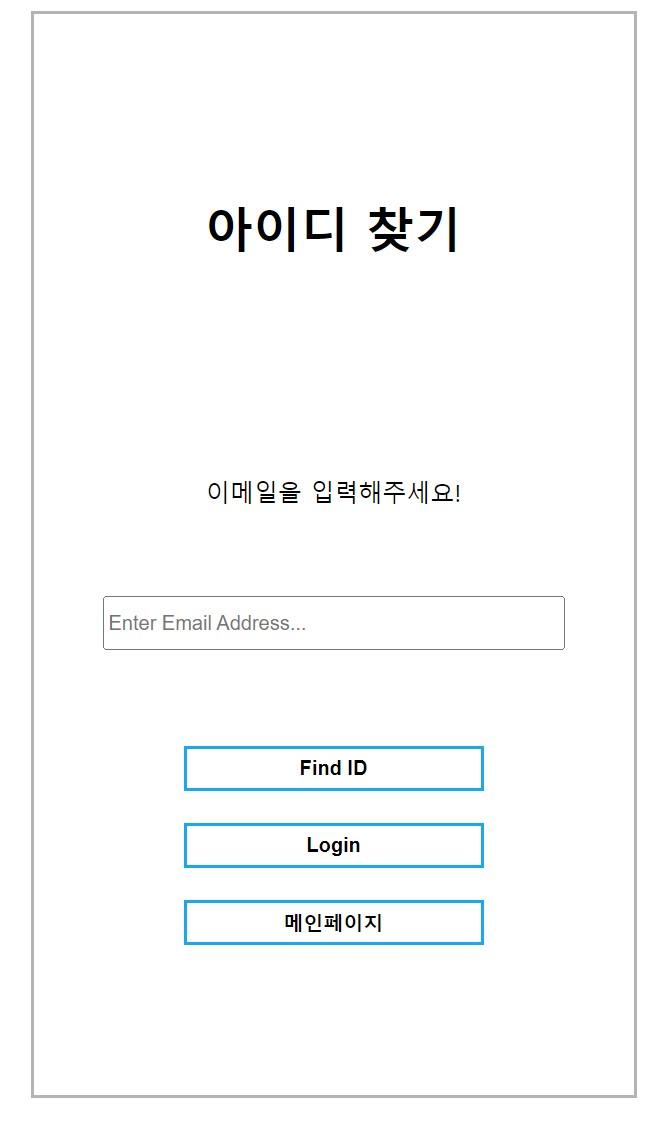 아이디 찾기
이메일을 입력해주세요!
Enter Email Address...
Find ID
Login
메인페이지